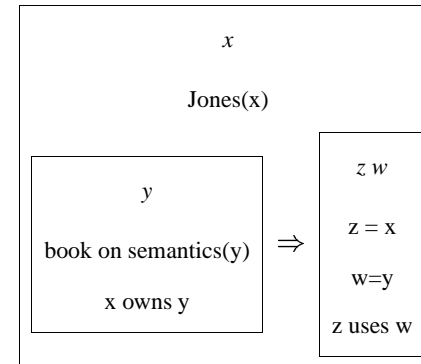 x
Jones(x)
y
book on semantics(y)
x owns y
⇒
z w
z = x
w=y
z uses w